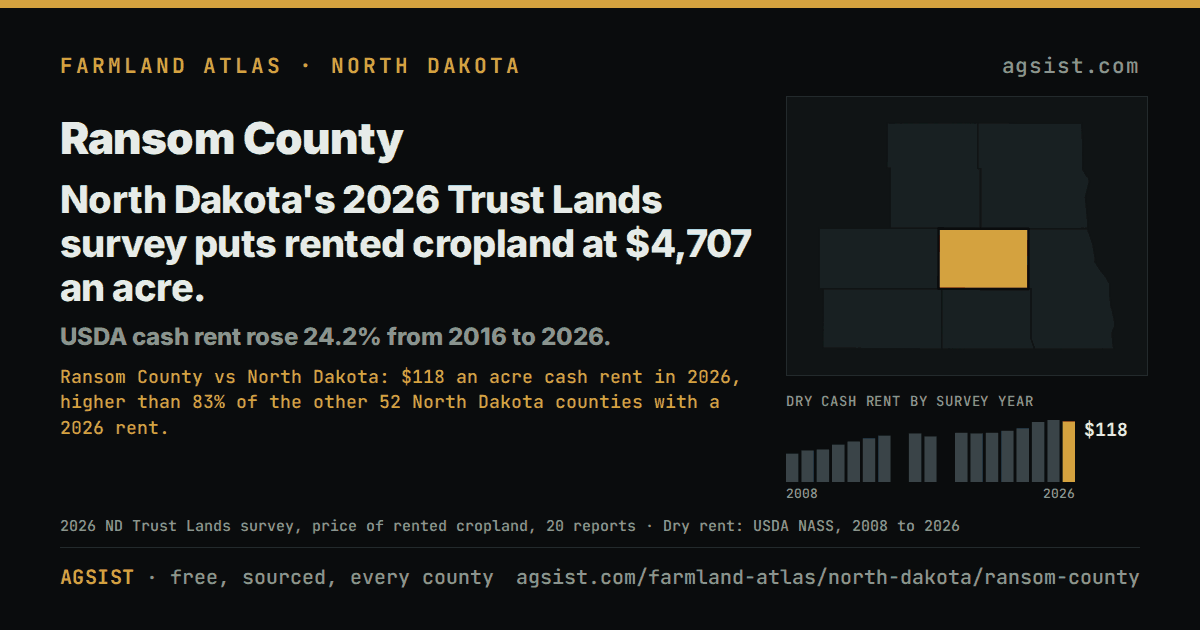 FARMLAND ATLAS · NORTH DAKOTA
agsist.com
Ransom County
North Dakota's 2026 Trust Lands
survey puts rented cropland at $4,707
an acre.
USDA cash rent rose 24.2% from 2016 to 2026.
Ransom County vs North Dakota: $118 an acre cash rent in 2026,
higher than 83% of the other 52 North Dakota counties with a
2026 rent.
DRY CASH RENT BY SURVEY YEAR
$118
2008
2026
2026 ND Trust Lands survey, price of rented cropland, 20 reports · Dry rent: USDA NASS, 2008 to 2026
AGSIST · free, sourced, every county
agsist.com/farmland-atlas/north-dakota/ransom-county